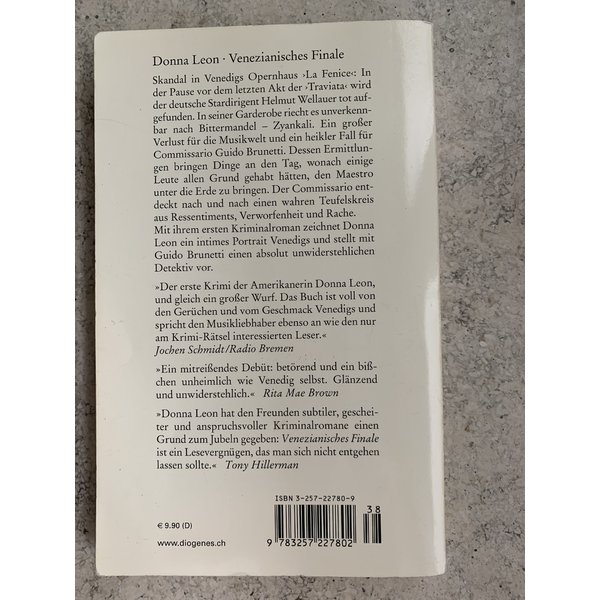 Donna Leon · Venezianisches Finale
Skandal in Venedigs Opernhaus ›La Fenice‹: In
der Pause vor dem letzten Akt der ›Traviata‹ wird
der deutsche Stardirigent Helmut Wellauer tot auf-
gefunden. In seiner Garderobe riecht es unverkenn-
bar nach Bittermandel – Zyankali. Ein großer
Verlust für die Musikwelt und ein heikler Fall für
Commissario Guido Brunetti. Dessen Ermittlun-
gen bringen Dinge an den Tag, wonach einige
Leute allen Grund gehabt hätten, den Maestro
unter die Erde zu bringen. Der Commissario ent-
deckt nach und nach einen wahren Teufelskreis
aus Ressentiments, Verworfenheit und Rache.
Mit ihrem ersten Kriminalroman zeichnet Donna
Leon ein intimes Portrait Venedigs und stellt mit
Guido Brunetti einen absolut unwiderstehlichen
Detektiv vor.
»Der erste Krimi der Amerikanerin Donna Leon,
und gleich ein großer Wurf. Das Buch ist voll von
den Gerüchen und vom Geschmack Venedigs und
spricht den Musikliebhaber ebenso an wie den nur
am Krimi-Rätsel interessierten Leser.«
Jochen Schmidt/Radio Bremen
»Ein mitreißendes Debüt: betörend und ein biß-
chen unheimlich wie Venedig selbst. Glänzend
und unwiderstehlich.« Rita Mae Brown
»Donna Leon hat den Freunden subtiler, geschei-
ter und anspruchsvoller Kriminalromane einen
Grund zum Jubeln gegeben: Venezianisches Finale
ist ein Lesevergnügen, das man sich nicht entgehen
lassen sollte.« Tony Hillerman
ISBN 3-257-22780-9
38
€ 9.90 (D)
www.diogenes.ch
9 783257 227802